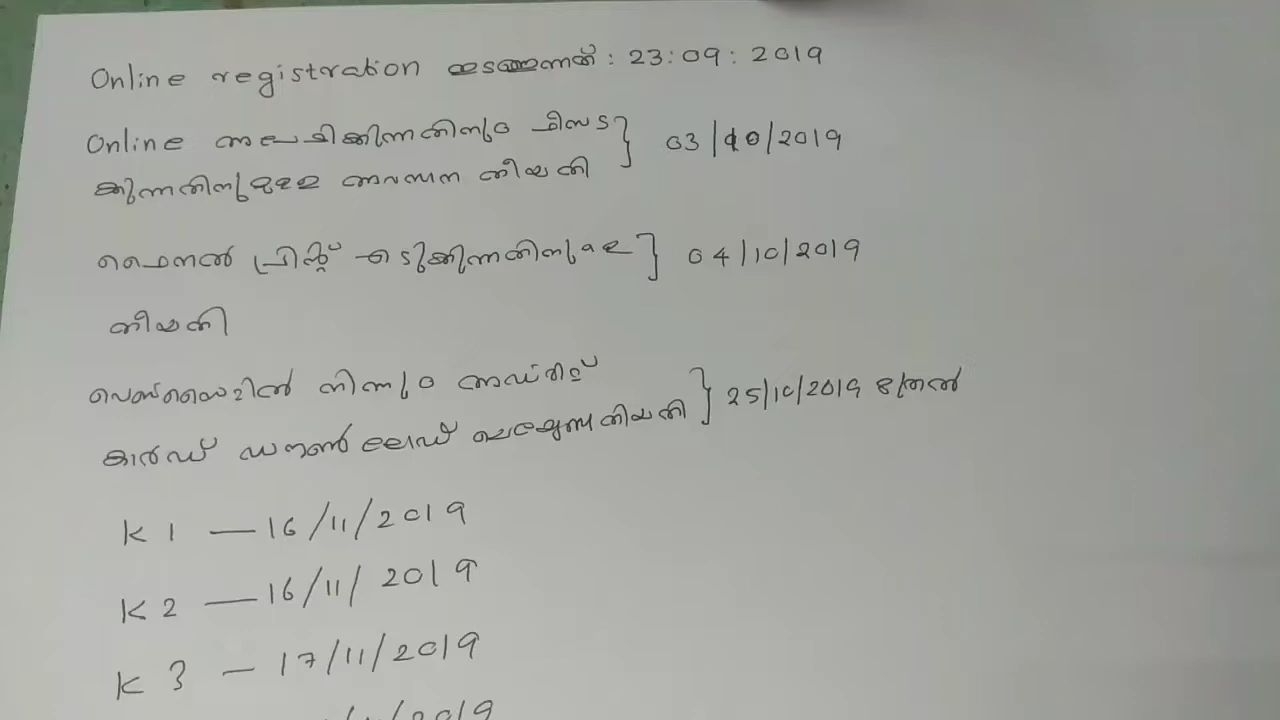 Online registration തുടങ്ങുന്നത് : 23 : 09 : 2019
Online അപേക്ഷിക്കുന്നതിനും ഫീസട } 03/10/2019
ക്കുന്നതിനുമുള്ള അവസാന തീയതി
ഫൈനൽ പ്രിന്റ് എടുക്കുന്നതിനുള്ള } 04/10/2019
തീയതി
വെബ്സൈറ്റിൽ നിന്നും അഡ്മിറ്റ്
കാർഡ് ഡൗൺലോഡ് ചെയ്യേണ്ട തീയതി } 25/10/2019 മുതൽ
K 1 — 16/11/2019
K 2 — 16/11/2019
K 3 – 17/11/2019